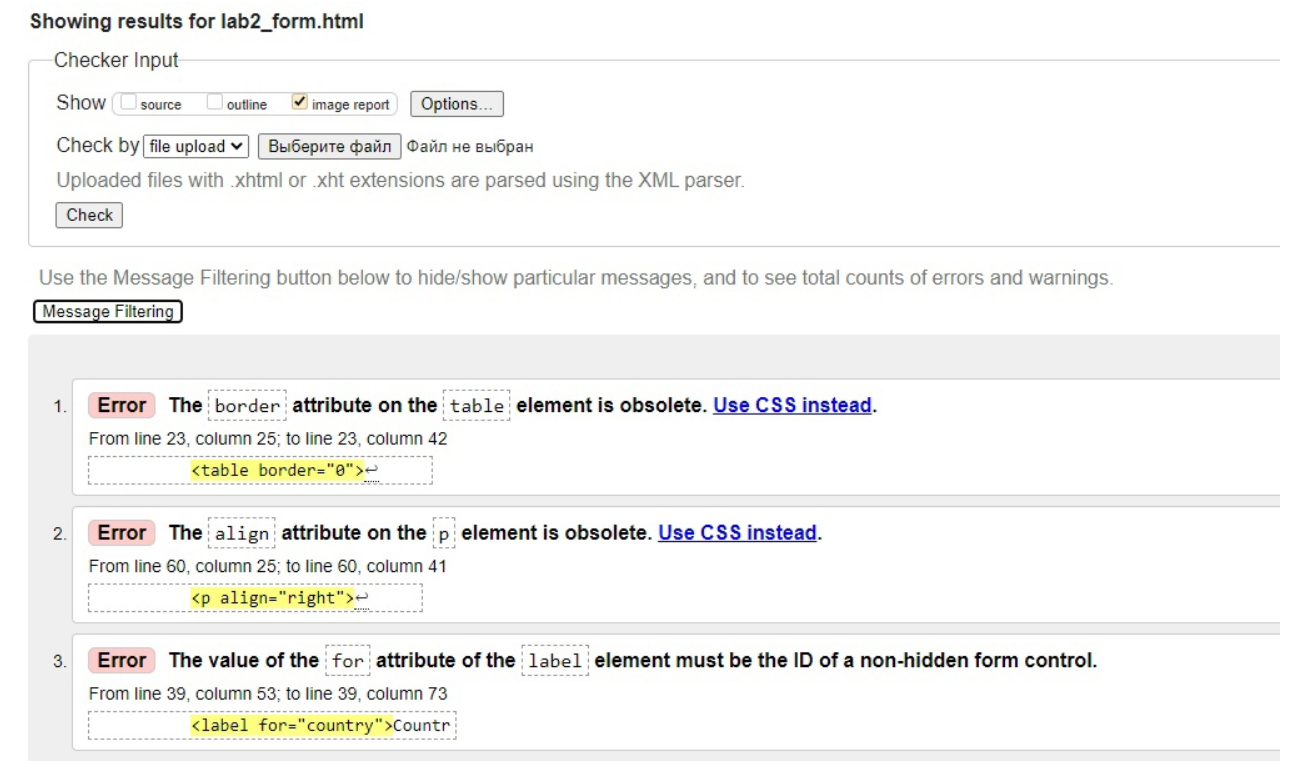 Showing results for lab2_form.html
Checker Input
Show source outline image report Options...
Check by file upload Выберите файл Файл не выбран
Uploaded files with .xhtml or .xht extensions are parsed using the XML parser.
Check
Use the Message Filtering button below to hide/show particular messages, and to see total counts of errors and warnings.
Message Filtering
1. Error The border attribute on the table element is obsolete. Use CSS instead.
From line 23, column 25; to line 23, column 42
<table border="0">↩
2. Error The align attribute on the p element is obsolete. Use CSS instead.
From line 60, column 25; to line 60, column 41
<p align="right">↩
3. Error The value of the for attribute of the label element must be the ID of a non-hidden form control.
From line 39, column 53; to line 39, column 73
<label for="country">Countr